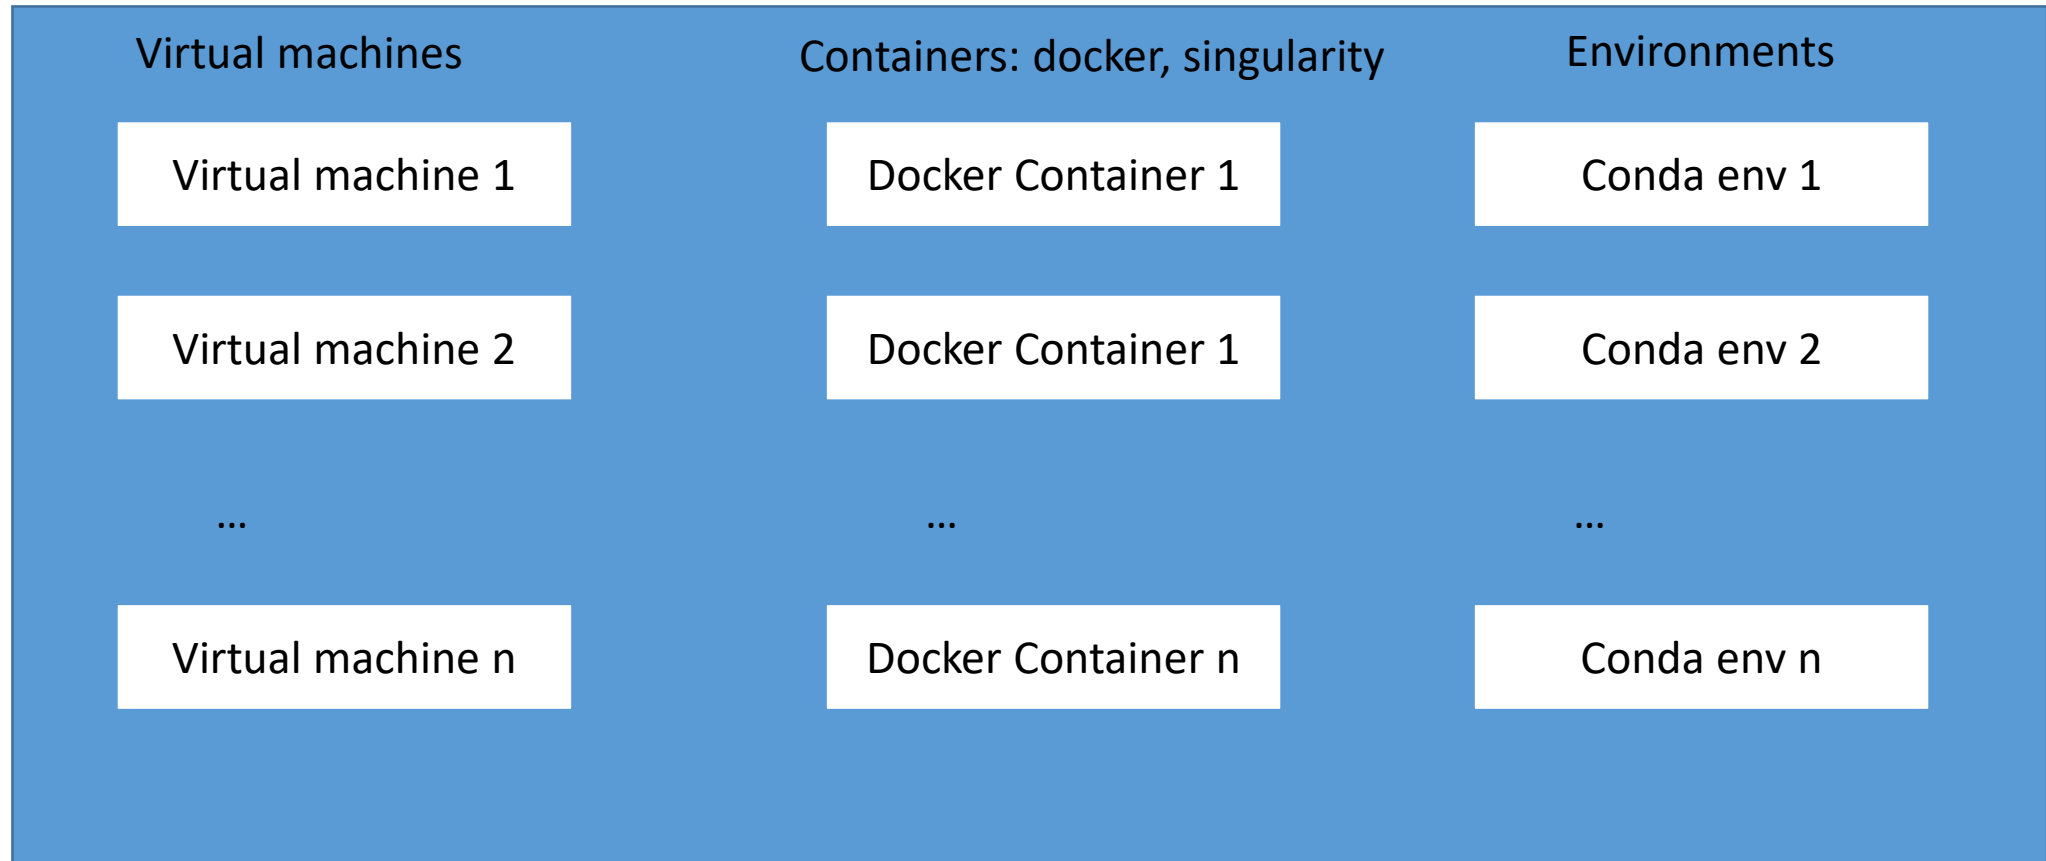 Virtual machines
Containers: docker, singularity
Environments
Virtual machine 1
Docker Container 1
Conda env 1
Virtual machine 2
Docker Container 1
Conda env 2
...
...
...
Virtual machine n
Docker Container n
Conda env n